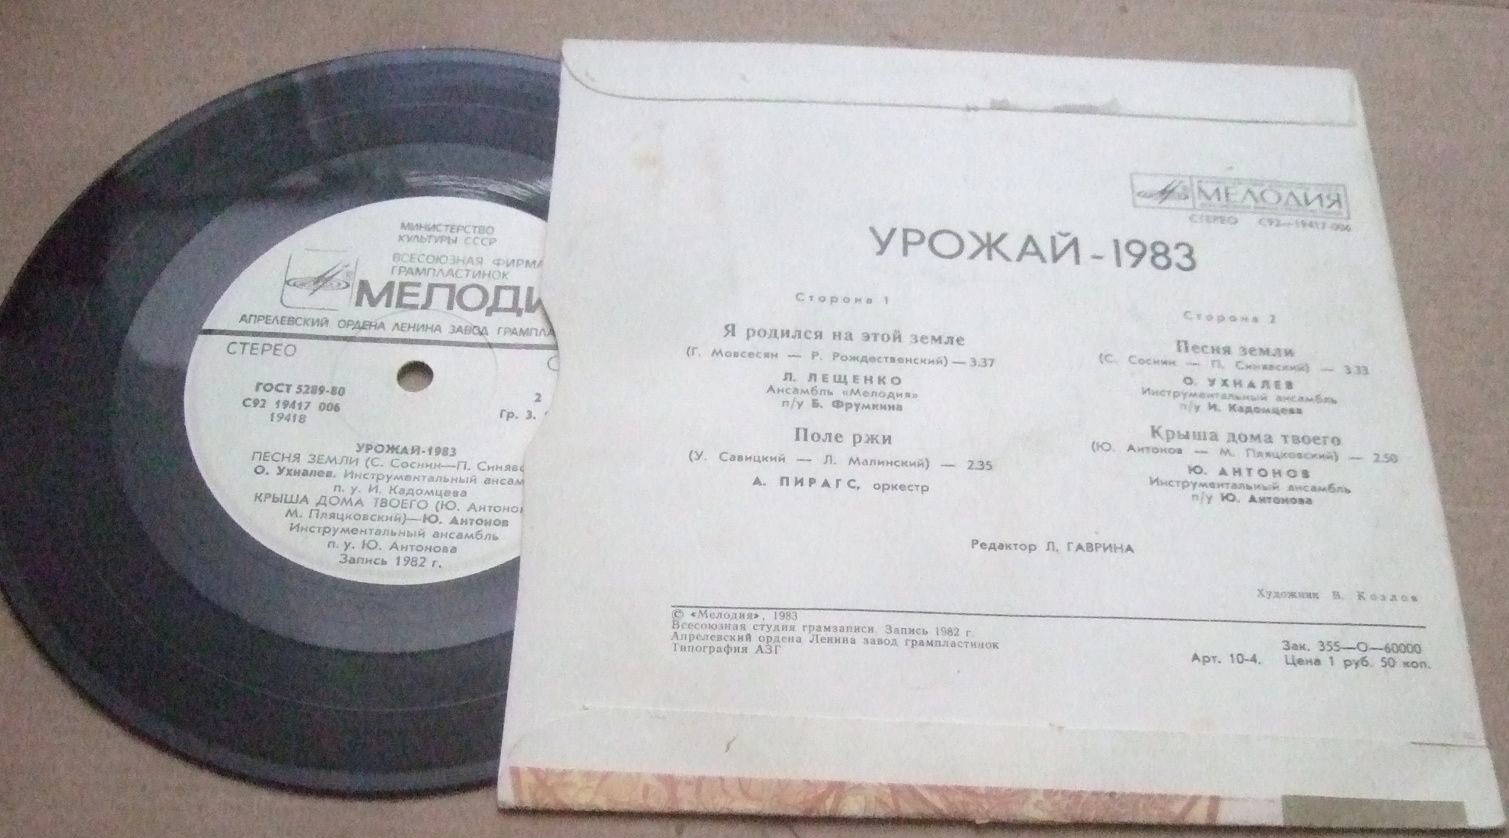 МИНИСТЕРСТВО
КУЛЬТУРЫ СССР
ВСЕСОЮЗНАЯ ФИРМА
ГРАМПЛАСТИНОК
МЕЛОДИ
АПРЕЛЕВСКИЙ ОРДЕНА ЛЕНИНА ЗАВОД ГРАМПЛА
СТЕРЕО
ГОСТ 5289-80
С92 19417 006
19418
2
Гр. 3.
УРОЖАЙ-1983
ПЕСНЯ ЗЕМЛИ (С. Соснин—П. Синявс
О. Ухналев. Инструментальный ансам
п. у. И. Кадомцева
КРЫША ДОМА ТВОЕГО (Ю. Антонов
М. Пляцковский)—Ю. Антонов
Инструментальный ансамбль
п. у. Ю. Антонова
Запись 1982 г.
МЕЛОДИЯ
СТЕРЕО С92—19417-006
УРОЖАЙ-1983
Сторона 1
Я родился на этой земле
(Г. Мовсесян — Р. Рождественский) — 3.37
Л. ЛЕЩЕНКО
Ансамбль «Мелодия»
п/у Б. Фрумкина
Поле ржи
(У. Савицкий — Л. Малинский) — 2.35
А. ПИРАГС, оркестр
Сторона 2
Песня земли
(С. Соснин — П. Синявский) — 3.33
О. УХНАЛЕВ
Инструментальный ансамбль
п/у И. Кадомцева
Крыша дома твоего
(Ю. Антонов — М. Пляцковский) — 2.50
Ю. АНТОНОВ
Инструментальный ансамбль
п/у Ю. Антонова
Редактор Л. ГАВРИНА
Художник В. Козлов
© «Мелодия», 1983
Всесоюзная студия грамзаписи. Запись 1982 г.
Апрелевский ордена Ленина завод грампластинок
Типография АЗГ
Зак. 355—О—60000
Арт. 10-4. Цена 1 руб. 50 коп.